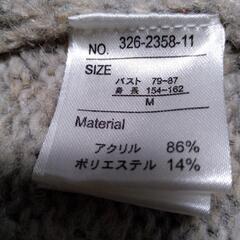 NO. 326-2358-11
SIZE
バスト 79-87
身長 154-162
M
Material
アクリル 86%
ポリエステル 14%